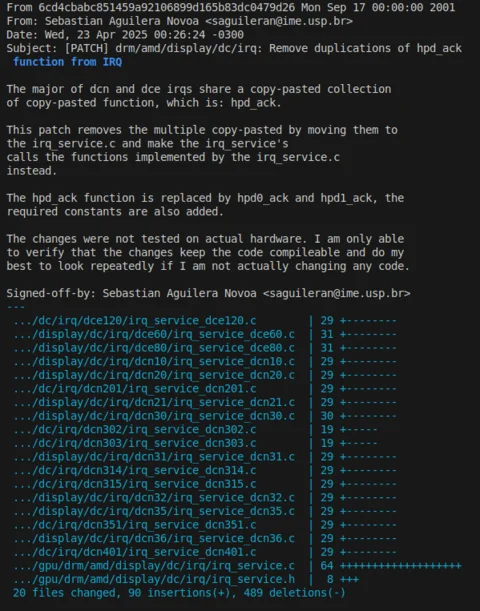 From 6cd4cbabc851459a92106899d165b83dc0479d26 Mon Sep 17 00:00:00 2001
From: Sebastian Aguilera Novoa <saguileran@ime.usp.br>
Date: Wed, 23 Apr 2025 00:26:24 -0300
Subject: [PATCH] drm/amd/display/dc/irq: Remove duplications of hpd_ack
 function from IRQ

The major of dcn and dce irqs share a copy-pasted collection
of copy-pasted function, which is: hpd_ack.

This patch removes the multiple copy-pasted by moving them to
the irq_service.c and make the irq_service's
calls the functions implemented by the irq_service.c
instead.

The hpd_ack function is replaced by hpd0_ack and hpd1_ack, the
required constants are also added.

The changes were not tested on actual hardware. I am only able
to verify that the changes keep the code compileable and do my
best to look repeatedly if I am not actually changing any code.

Signed-off-by: Sebastian Aguilera Novoa <saguileran@ime.usp.br>
---
 .../dc/irq/dce120/irq_service_dce120.c        | 29 +--------
 .../display/dc/irq/dce60/irq_service_dce60.c  | 31 +--------
 .../display/dc/irq/dce80/irq_service_dce80.c  | 31 +--------
 .../display/dc/irq/dcn10/irq_service_dcn10.c  | 29 +--------
 .../display/dc/irq/dcn20/irq_service_dcn20.c  | 29 +--------
 .../dc/irq/dcn201/irq_service_dcn201.c        | 29 +--------
 .../display/dc/irq/dcn21/irq_service_dcn21.c  | 29 +--------
 .../display/dc/irq/dcn30/irq_service_dcn30.c  | 30 +--------
 .../dc/irq/dcn302/irq_service_dcn302.c        | 19 +-----
 .../dc/irq/dcn303/irq_service_dcn303.c        | 19 +-----
 .../display/dc/irq/dcn31/irq_service_dcn31.c  | 29 +--------
 .../dc/irq/dcn314/irq_service_dcn314.c        | 29 +--------
 .../dc/irq/dcn315/irq_service_dcn315.c        | 29 +--------
 .../display/dc/irq/dcn32/irq_service_dcn32.c  | 29 +--------
 .../display/dc/irq/dcn35/irq_service_dcn35.c  | 29 +--------
 .../dc/irq/dcn351/irq_service_dcn351.c        | 29 +--------
 .../display/dc/irq/dcn36/irq_service_dcn36.c  | 29 +--------
 .../dc/irq/dcn401/irq_service_dcn401.c        | 29 +--------
 .../gpu/drm/amd/display/dc/irq/irq_service.c  | 64 +++++++++++++++++++
 .../gpu/drm/amd/display/dc/irq/irq_service.h  |  8 +++
 20 files changed, 90 insertions(+), 489 deletions(-)